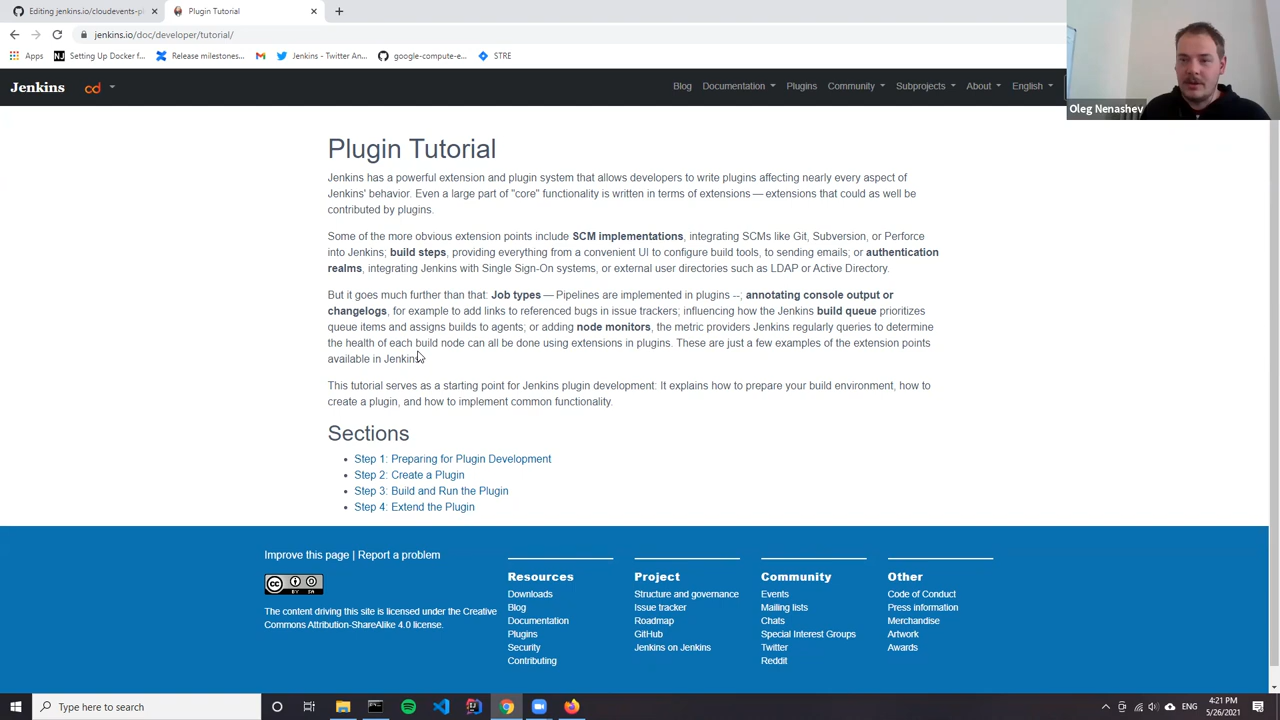 Editing jenkins.io/cloudevents-pl
Plugin Tutorial
jenkins.io/doc/developer/tutorial/
Apps
Setting Up Docker f...
Release milestones...
Jenkins - Twitter An...
google-compute-e...
STRE
Jenkins
cd
Blog
Documentation
Plugins
Community
Subprojects
About
English
Oleg Nenashev
Plugin Tutorial
Jenkins has a powerful extension and plugin system that allows developers to write plugins affecting nearly every aspect of
Jenkins' behavior. Even a large part of "core" functionality is written in terms of extensions — extensions that could as well be
contributed by plugins.
Some of the more obvious extension points include SCM implementations, integrating SCMs like Git, Subversion, or Perforce
into Jenkins; build steps, providing everything from a convenient UI to configure build tools, to sending emails; or authentication
realms, integrating Jenkins with Single Sign-On systems, or external user directories such as LDAP or Active Directory.
But it goes much further than that: Job types — Pipelines are implemented in plugins --; annotating console output or
changelogs, for example to add links to referenced bugs in issue trackers; influencing how the Jenkins build queue prioritizes
queue items and assigns builds to agents; or adding node monitors, the metric providers Jenkins regularly queries to determine
the health of each build node can all be done using extensions in plugins. These are just a few examples of the extension points
available in Jenkins.
This tutorial serves as a starting point for Jenkins plugin development: It explains how to prepare your build environment, how to
create a plugin, and how to implement common functionality.
Sections
Step 1: Preparing for Plugin Development
Step 2: Create a Plugin
Step 3: Build and Run the Plugin
Step 4: Extend the Plugin
Improve this page | Report a problem
cc
BY SA
The content driving this site is licensed under the Creative
Commons Attribution-ShareAlike 4.0 license.
Resources
Downloads
Blog
Documentation
Plugins
Security
Contributing
Project
Structure and governance
Issue tracker
Roadmap
GitHub
Jenkins on Jenkins
Community
Events
Mailing lists
Chats
Special Interest Groups
Twitter
Reddit
Other
Code of Conduct
Press information
Merchandise
Artwork
Awards
Type here to search
ENG
4:21 PM
5/26/2021